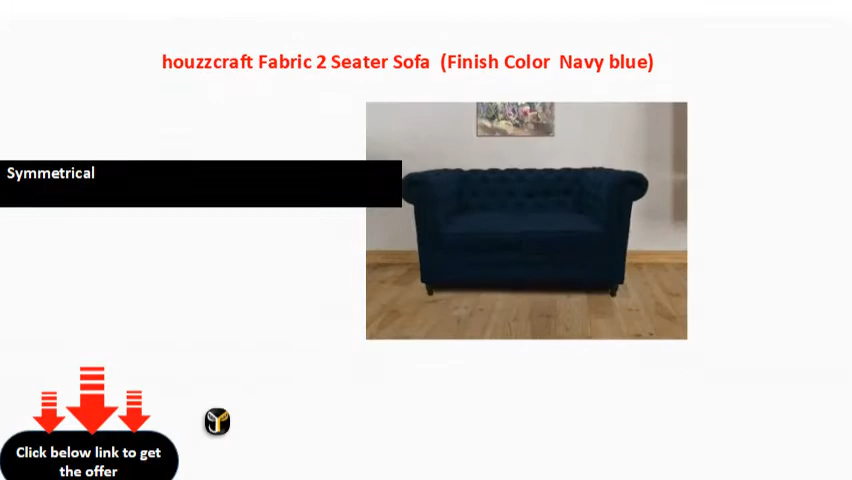 houzzcraft Fabric 2 Seater Sofa (Finish Color Navy blue)
Symmetrical
Click below link to get
the offer